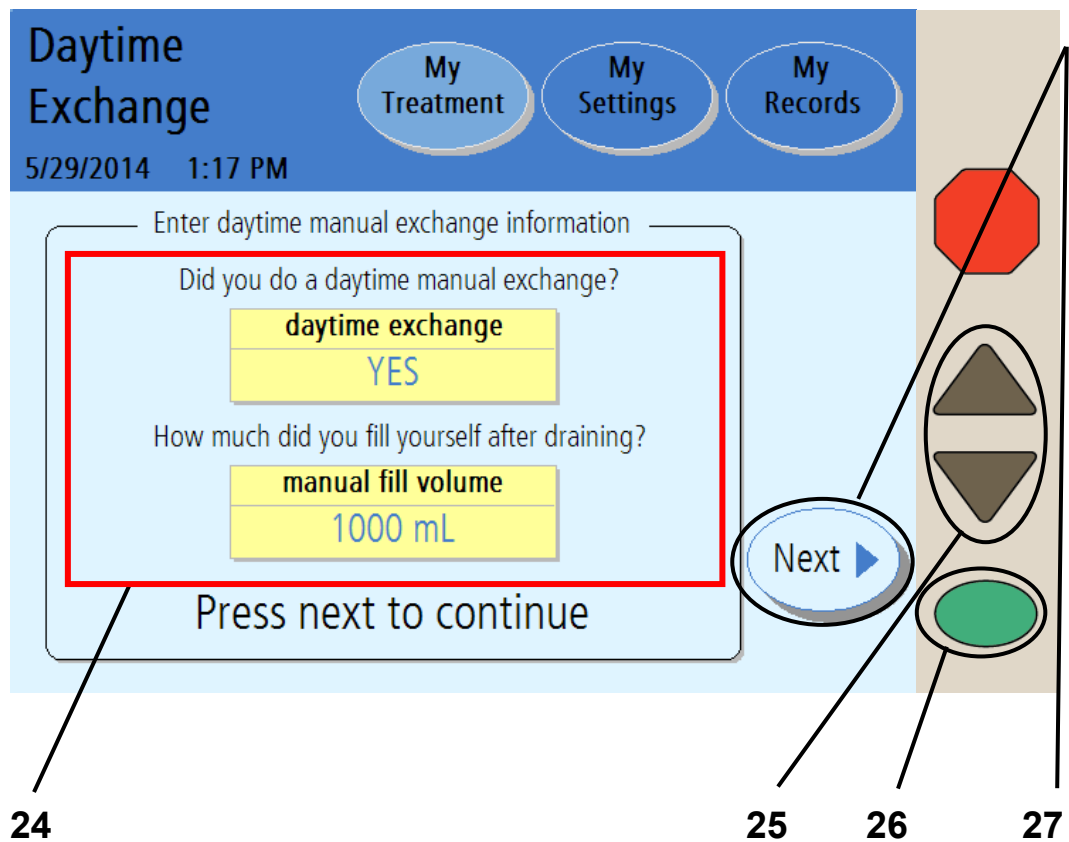 Daytime
Exchange
5/29/2014 1:17 PM
My
Treatment
My
Settings
My
Records
Enter daytime manual exchange information
Did you do a daytime manual exchange?
daytime exchange
YES
How much did you fill yourself after draining?
manual fill volume
1000 mL
Next
Press next to continue
24
25
26
27